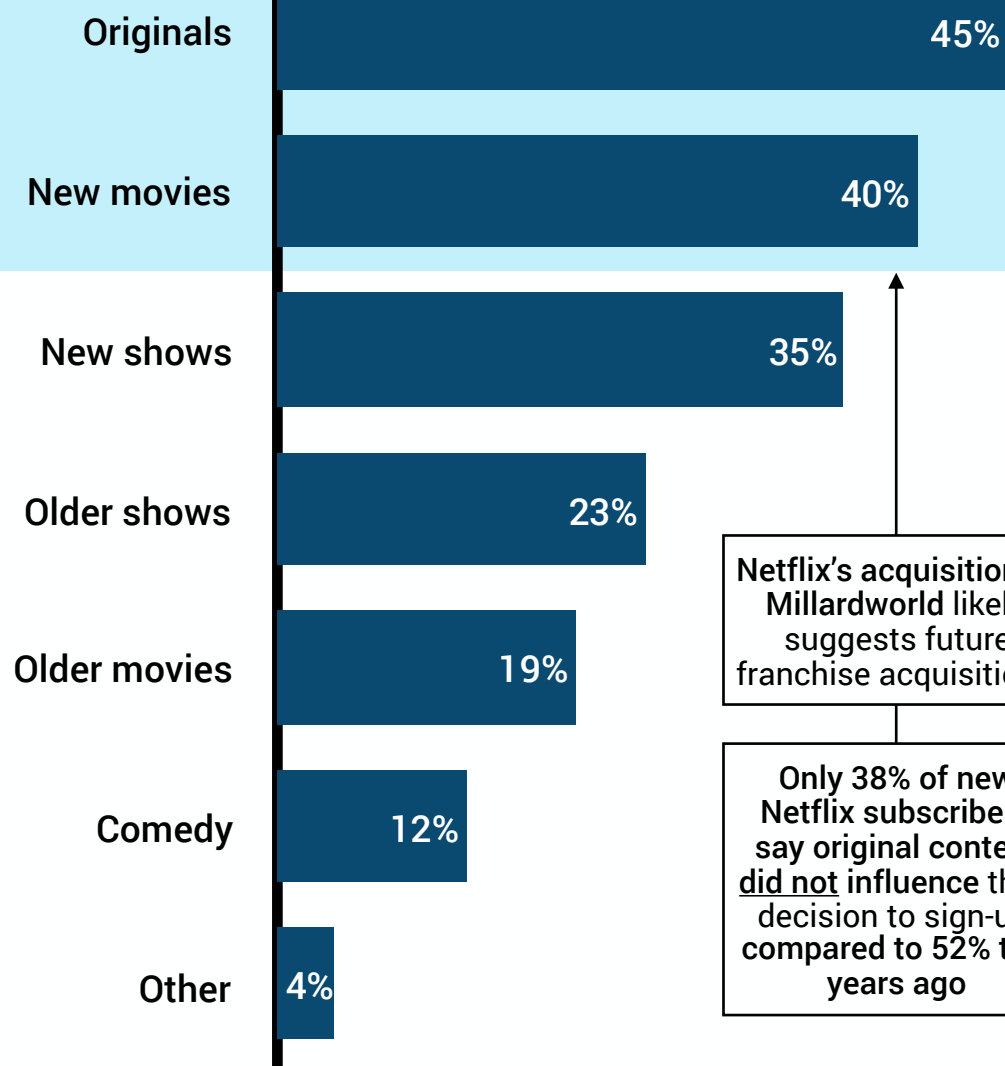 Originals 45%
New movies 40%
New shows 35%
Older shows 23%
Older movies 19%
Comedy 12%
Other 4%
Netflix's
Millardworld
suggests
franchise
Only 38% of
Netflix
say original
did not influence
decision to
compared to 52%
years ago